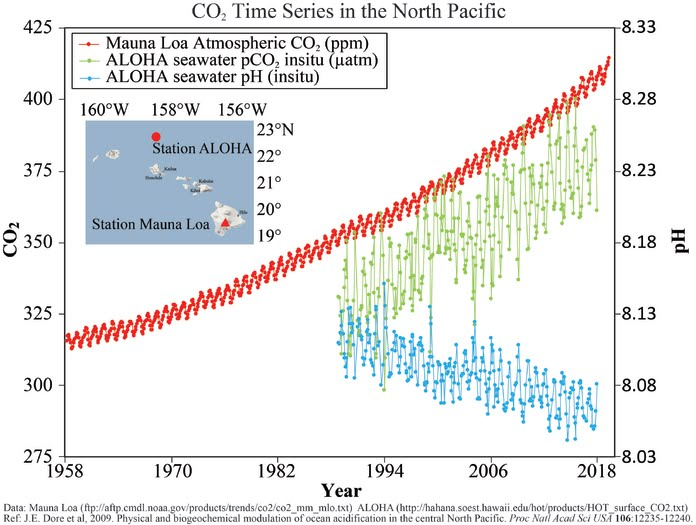 CO₂ Time Series in the North Pacific
425
400
375
350
325
300
275
CO₂
8.33
8.28
8.23
8.18
8.13
8.08
8.03
pH
Mauna Loa Atmospheric CO₂ (ppm)
ALOHA seawater pCO₂ insitu (µatm)
ALOHA seawater pH (insitu)
160°W 158°W 156°W
23°N
22°
21°
20°
19°
Station ALOHA
Station Mauna Loa
Honolulu
Kailua
Kahului
Hilo
1958 1970 1982 1994 2006 2018
Year
Data: Mauna Loa (ftp://aftp.cmdl.noaa.gov/products/trends/co2/co2_mm_mlo.txt) ALOHA (http://hahana.soest.hawaii.edu/hot/products/HOT_surface_CO2.txt)
Ref: J.E. Dore et al, 2009. Physical and biogeochemical modulation of ocean acidification in the central North Pacific. Proc Natl Acad Sci USA 106:12235-12240.